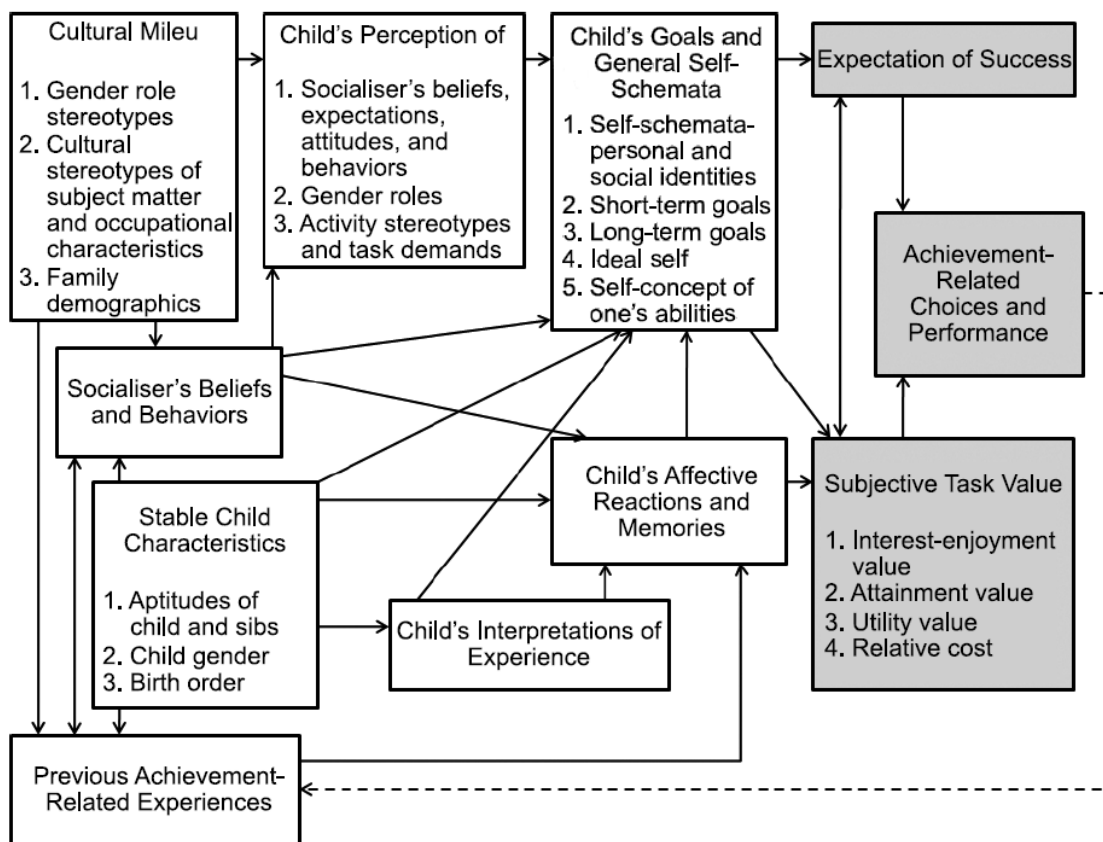 Cultural Mileu
1. Gender role
stereotypes
2. Cultural
stereotypes of
subject matter
and occupational
characteristics
3. Family
demographics
Child's Perception of
1. Socialiser's beliefs,
expectations,
attitudes, and
behaviors
2. Gender roles
3. Activity stereotypes
and task demands
Child's Goals and
General Self-
Schemata
1. Self-schemata-
personal and
social identities
2. Short-term goals
3. Long-term goals
4. Ideal self
5. Self-concept of
one's abilities
Expectation of Success
Achievement-
Related
Choices and
Performance
Socialiser's Beliefs
and Behaviors
Stable Child
Characteristics
1. Aptitudes of
child and sibs
2. Child gender
3. Birth order
Child's Affective
Reactions and
Memories
Subjective Task Value
1. Interest-enjoyment
value
2. Attainment value
3. Utility value
4. Relative cost
Child's Interpretations of
Experience
Previous Achievement-
Related Experiences